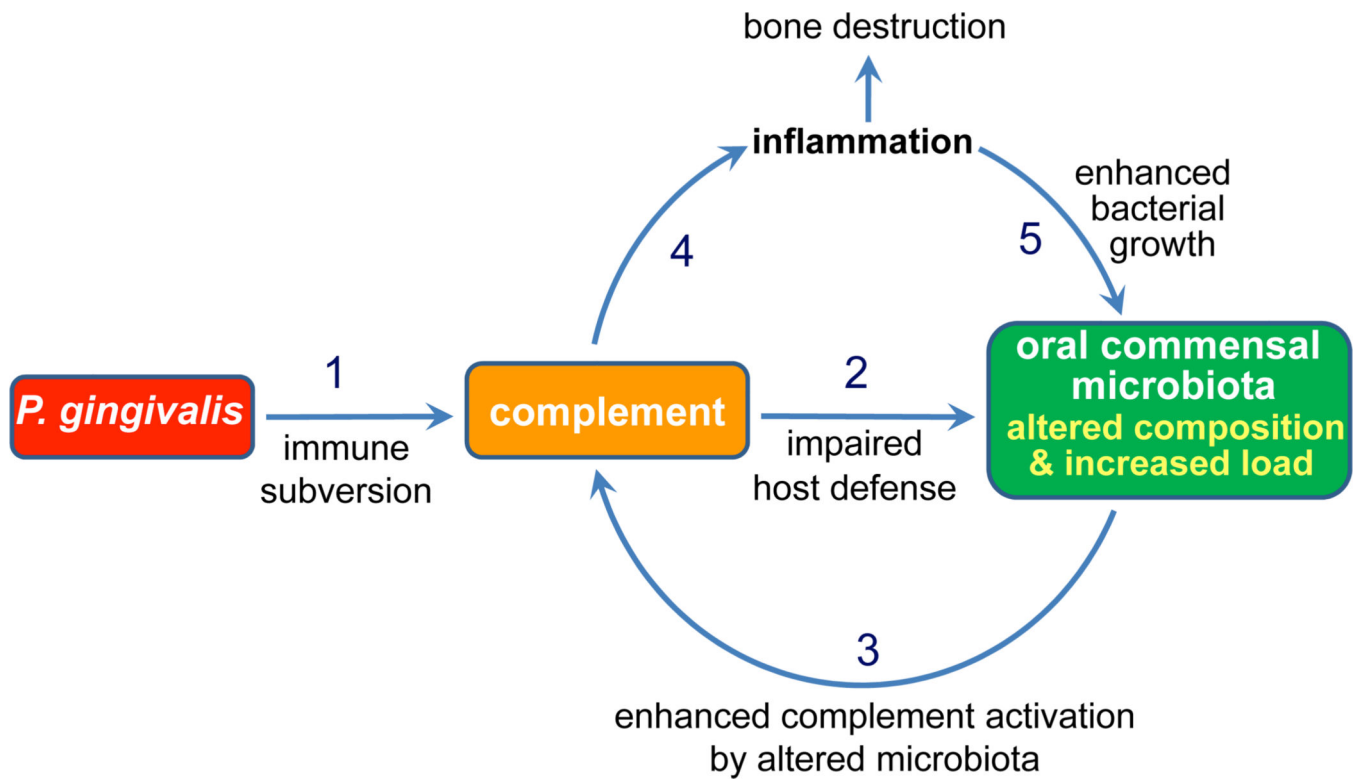 bone destruction
inflammation
enhanced
bacterial
growth
4
5
P. gingivalis
1
immune
subversion
complement
2
impaired
host defense
oral commensal
microbiota
altered composition
& increased load
3
enhanced complement activation
by altered microbiota